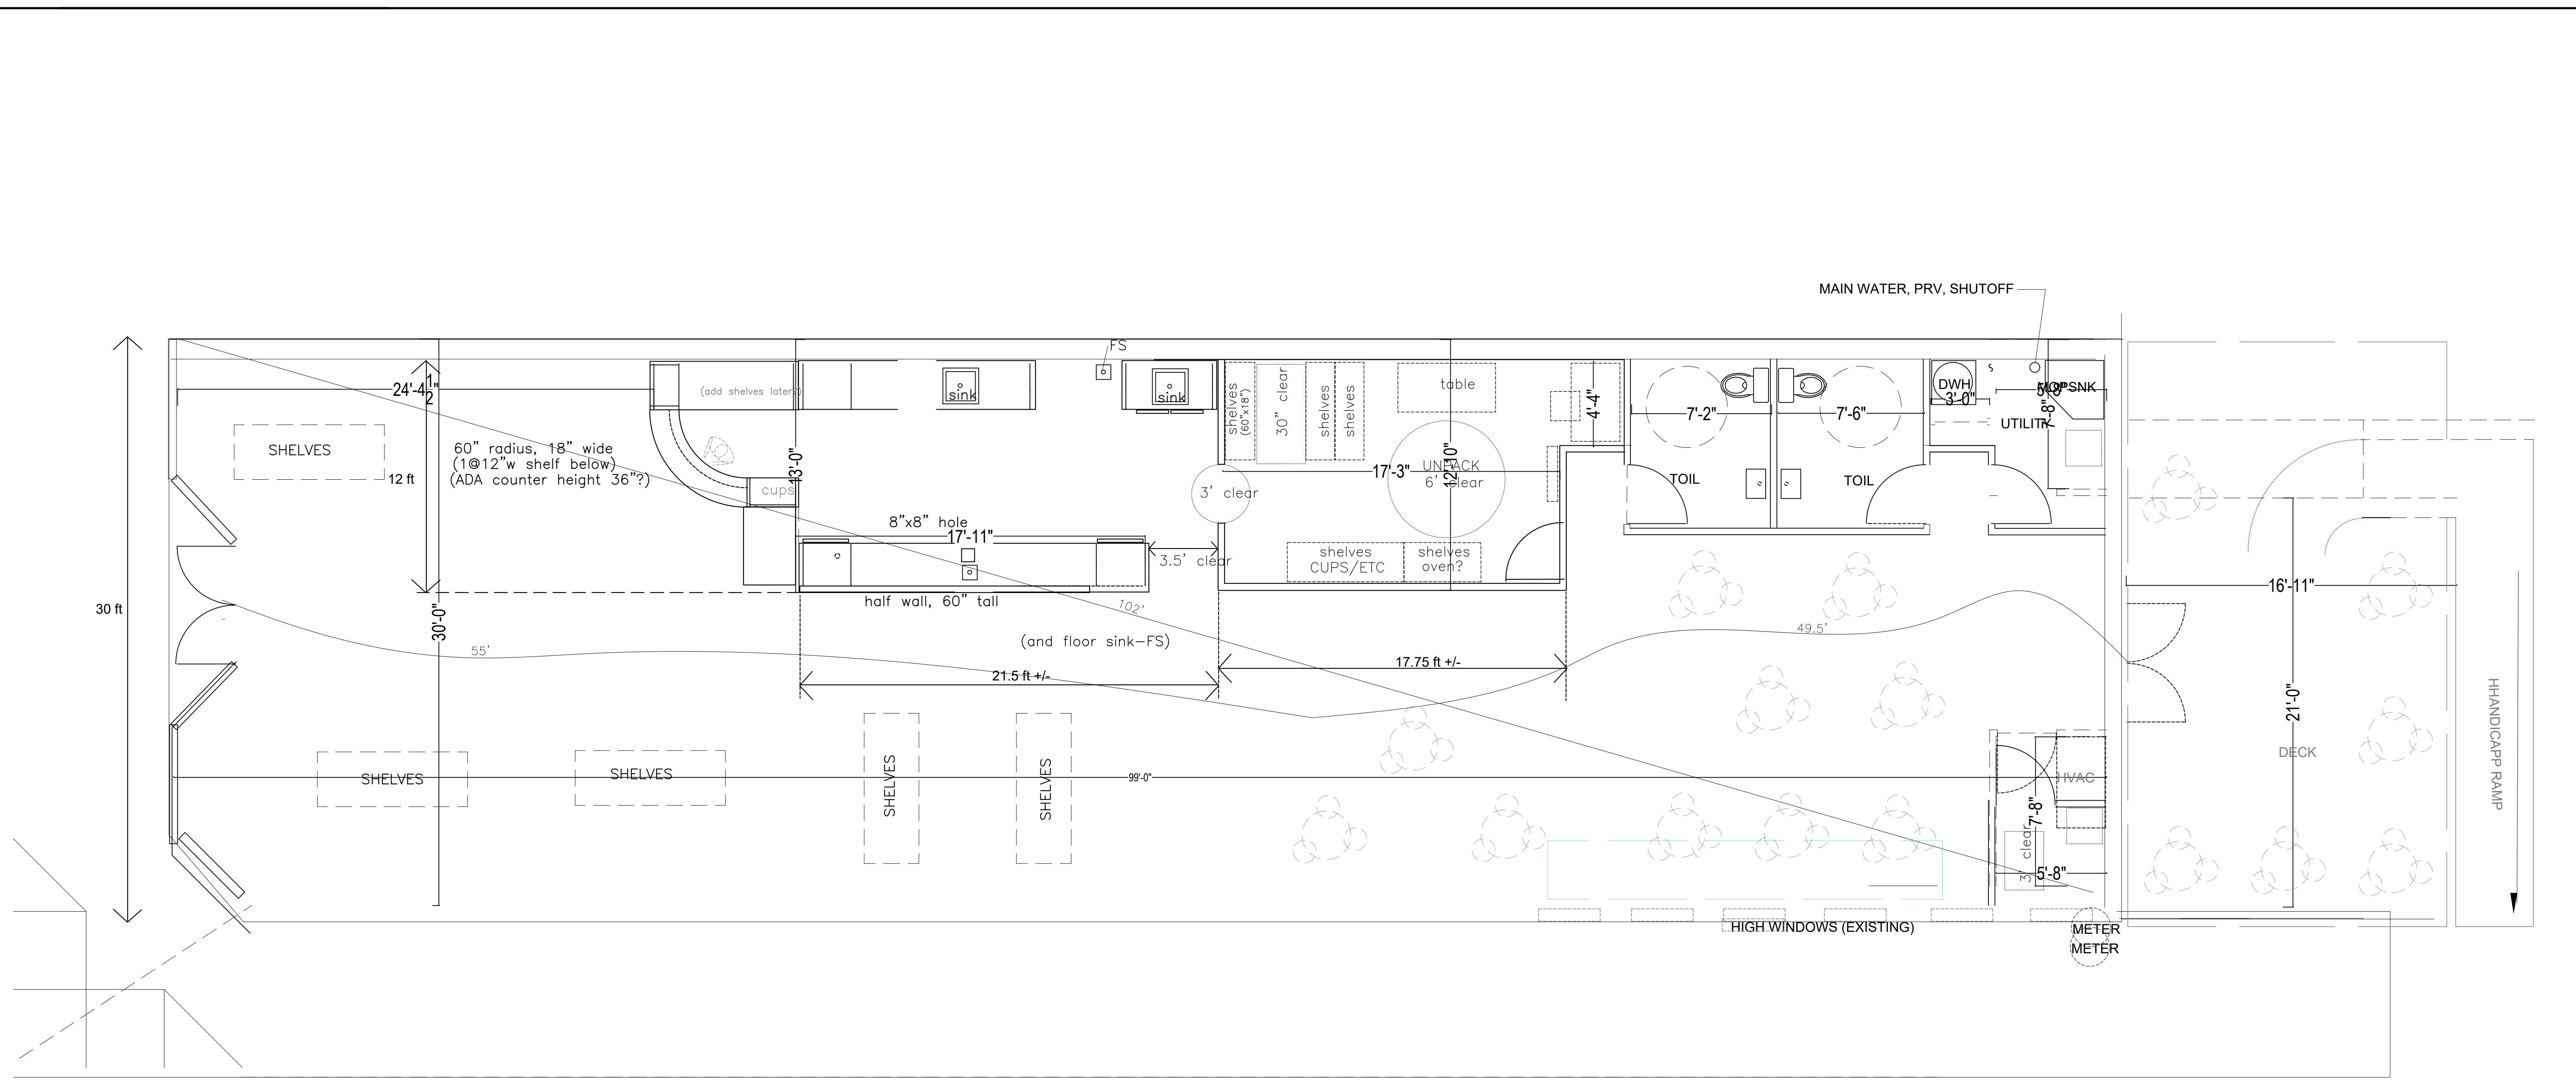 MAIN WATER, PRV, SHUTOFF
FS
24'-4 1/2"
(add shelves later?)
sink
sink
shelves
(60"x18")
30" clear
shelves
shelves
table
4'-4"
7'-2"
7'-6"
DWH
3'-0"
MOPSNK
5'-8"
7'-8"
UTILITY
SHELVES
12 ft
60" radius, 18" wide
(1@12"w shelf below)
(ADA counter height 36"?)
cups
13'-0"
3' clear
17'-3"
UNPACK
6' clear
12'-10"
TOIL
TOIL
8"x8" hole
17'-11"
3.5' clear
shelves
CUPS/ETC
shelves
oven?
half wall, 60" tall
102'
(and floor sink-FS)
30 ft
30'-0"
55'
49.5'
21.5 ft +/-
17.75 ft +/-
16'-11"
21'-0"
DECK
HHANDICAPP RAMP
SHELVES
SHELVES
SHELVES
SHELVES
99'-0"
HVAC
7'-8"
3' clear
5'-8"
HIGH WINDOWS (EXISTING)
METER
METER